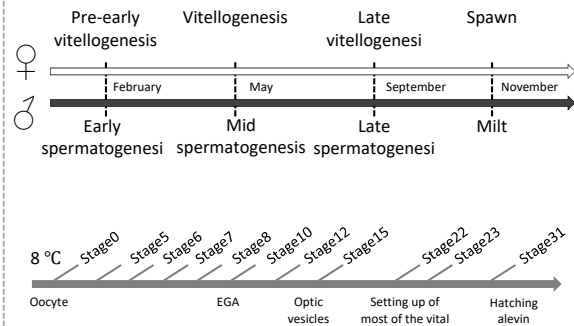 Pre-early
vitellogenesis
Vitellogenesis
Late
vitellogenesi
Spawn
♀
February
May
September
November
♂
Early
spermatogenesi
Mid
spermatogenesis
Late
spermatogenesi
Milt
8 °C
Stage0
Stage5
Stage6
Stage7
Stage8
Stage10
Stage12
Stage15
Stage22
Stage23
Stage31
Oocyte
EGA
Optic
vesicles
Setting up of
most of the vital
Hatching
alevin